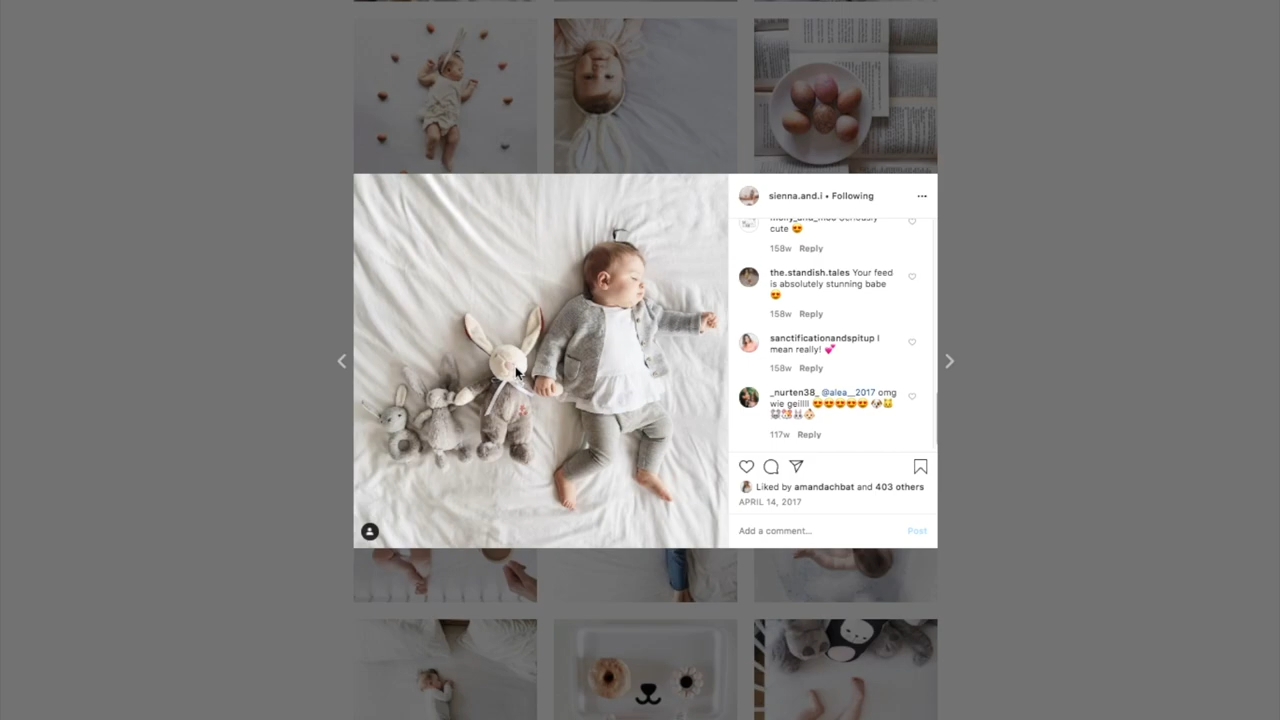 sienna.and.i • Following
cute 😍
158w Reply
the.standish.tales Your feed
is absolutely stunning babe
😍
158w Reply
sanctificationandspitup I
mean really! 💕
158w Reply
_nurten38_ @alea__2017 omg
wie geilllll 😍😍😍😍😍
117w Reply
Liked by amandachbat and 403 others
APRIL 14, 2017
Add a comment...
Post